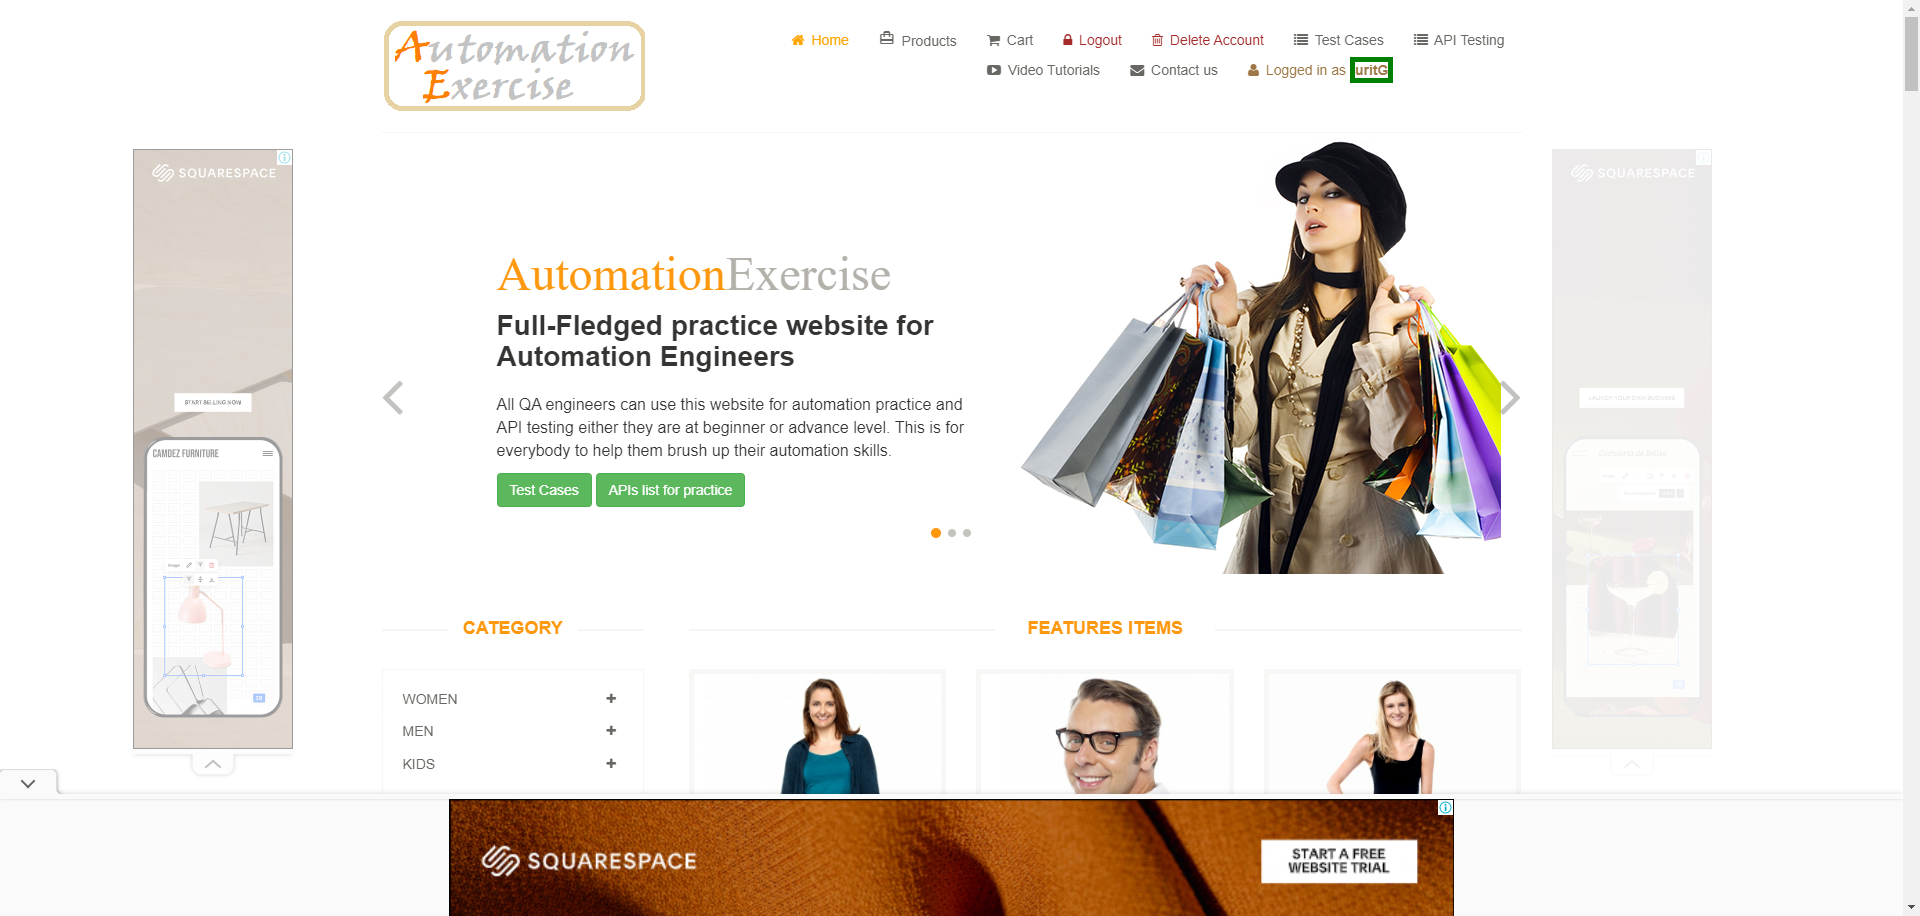 Automation
Exercise
Home
Products
Cart
Logout
Delete Account
Test Cases
API Testing
Video Tutorials
Contact us
Logged in as uritG
SQUARESPACE
START SELLING NOW
CAMDEZ FURNITURE
Image
AutomationExercise
Full-Fledged practice website for
Automation Engineers
All QA engineers can use this website for automation practice and
API testing either they are at beginner or advance level. This is for
everybody to help them brush up their automation skills.
Test Cases
APIs list for practice
SQUARESPACE
LAUNCH YOUR OWN BUSINESS
CATEGORY
WOMEN
MEN
KIDS
FEATURES ITEMS
SQUARESPACE
START A FREE
WEBSITE TRIAL